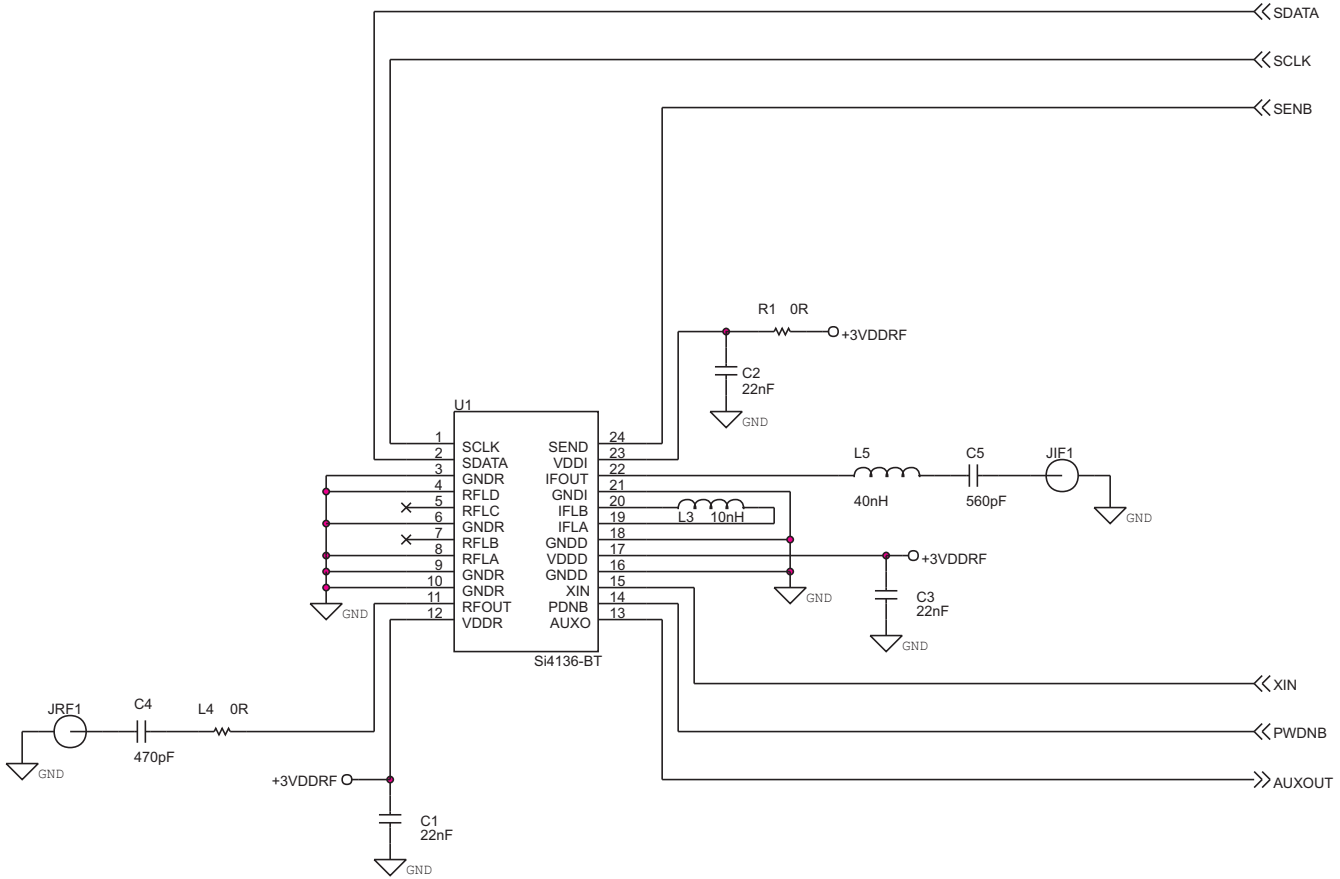 SDATA
SCLK
SENB
R1 0R
+3VDDRF
C2
22nF
GND
U1
1 SCLK SEND 24
2 SDATA VDDI 23
3 GNDR IFOUT 22
4 RFLD GNDI 21
5 RFLC IFLB 20
6 GNDR IFLA 19
7 RFLB GNDD 18
8 RFLA VDDD 17
9 GNDR GNDD 16
10 GNDR XIN 15
11 RFOUT PDNB 14
12 VDDR AUXO 13
Si4136-BT
L5
40nH
C5
560pF
JIF1
GND
L3 10nH
+3VDDRF
GND
C3
22nF
GND
GND
XIN
PWDNB
AUXOUT
JRF1
C4
470pF
L4 0R
GND
+3VDDRF
C1
22nF
GND